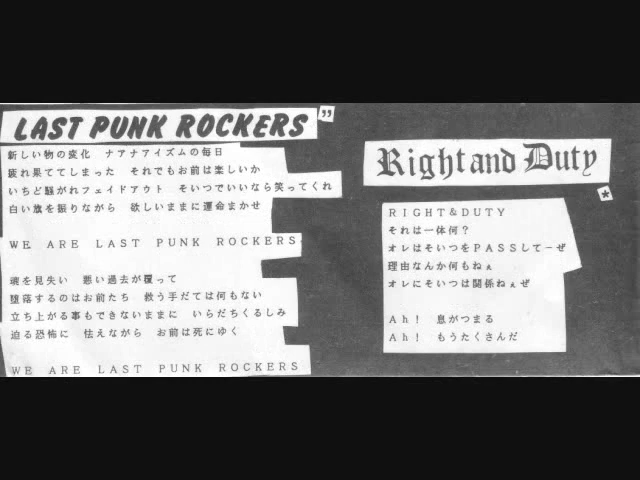 LAST PUNK ROCKERS”
新しい物の変化　ナアナアイズムの毎日
疲れ果ててしまった　それでもお前は楽しいか
いちど騒がれフェイドアウト　そいつでいいなら笑ってくれ
白い旗を振りながら　欲しいままに運命まかせ
WE ARE LAST PUNK ROCKERS
魂を見失い　悪い過去が覆って
堕落するのはお前たち　救う手だては何もない
立ち上がる事もできないままに　いらだちくるしみ
迫る恐怖に　怯えながら　お前は死にゆく
WE ARE LAST PUNK ROCKERS
Right and Duty
*
RIGHT&DUTY
それは一体何？
オレはそいつをPASSしてーぜ
理由なんか何もねぇ
オレにそいつは関係ねぇぜ
Ah!　息がつまる
Ah!　もうたくさんだ